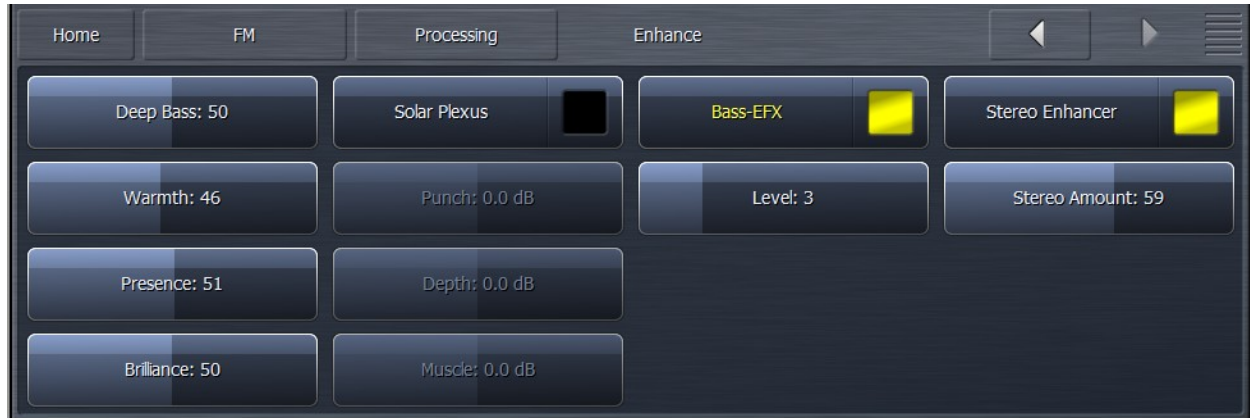 Home FM Processing Enhance
Deep Bass: 50 Solar Plexus Bass-EFX Stereo Enhancer
Warmth: 46 Punch: 0.0 dB Level: 3 Stereo Amount: 59
Presence: 51 Depth: 0.0 dB
Brilliance: 50 Muscle: 0.0 dB